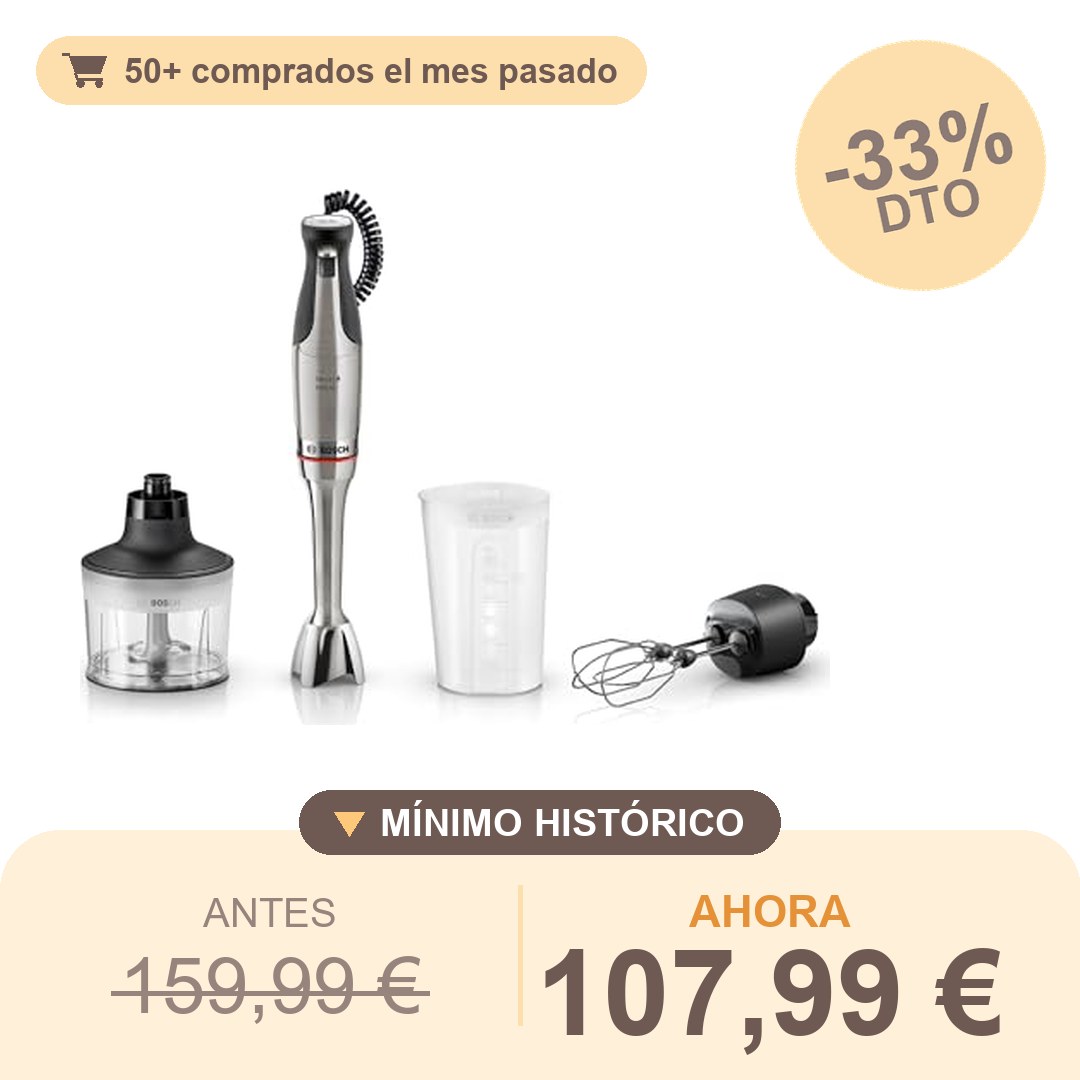 50+ comprados el mes pasado
-33%
DTO
BOSCH
BOSCH
MÍNIMO HISTÓRICO
ANTES
159,99 €
AHORA
107,99 €